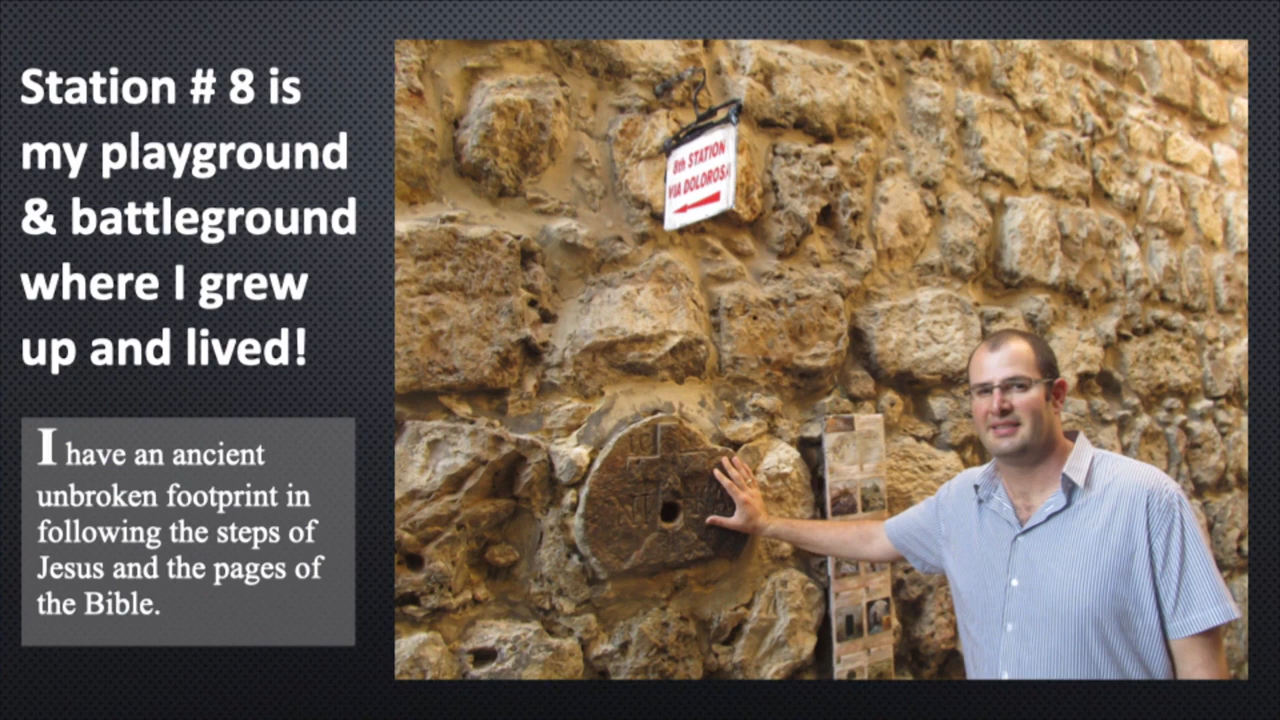 Station # 8 is
my playground
& battleground
where I grew
up and lived!
I have an ancient
unbroken footprint in
following the steps of
Jesus and the pages of
the Bible.
8th STATION
VIA DOLOROSA